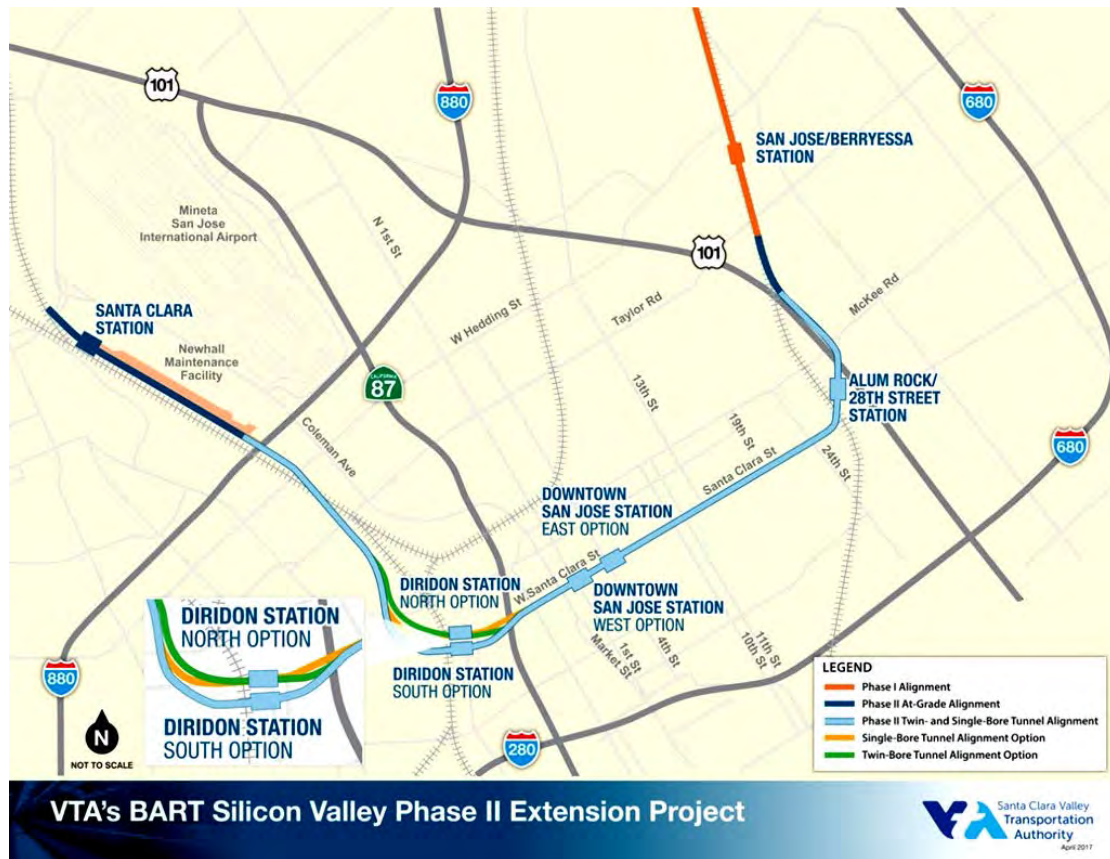 101
880
680
SAN JOSE/BERRYESSA
STATION
Mineta
San Jose
International Airport
N 1st St
101
SANTA CLARA
STATION
McKee Rd
Taylor Rd
W Hedding St
Newhall
Maintenance
Facility
CALIFORNIA
87
ALUM ROCK/
28TH STREET
STATION
13th St
19th St
24th St
Coleman Ave
680
Santa Clara St
DOWNTOWN
SAN JOSE STATION
EAST OPTION
W.Santa Clara St
DIRIDON STATION
NORTH OPTION
DOWNTOWN
SAN JOSE STATION
WEST OPTION
DIRIDON STATION
NORTH OPTION
Market St
1st St
4th St
10th St
11th St
DIRIDON STATION
SOUTH OPTION
880
DIRIDON STATION
SOUTH OPTION
N
NOT TO SCALE
280
LEGEND
Phase I Alignment
Phase II At-Grade Alignment
Phase II Twin- and Single-Bore Tunnel Alignment
Single-Bore Tunnel Alignment Option
Twin-Bore Tunnel Alignment Option
VTA's BART Silicon Valley Phase II Extension Project
VTA
Santa Clara Valley
Transportation
Authority
April 2017